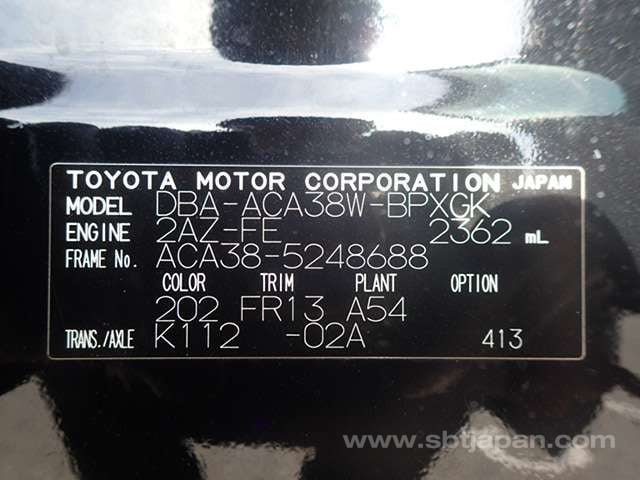 TOYOTA MOTOR CORPORATION JAPAN
MODEL DBA-ACA38W-BPXGK
ENGINE 2AZ-FE 2362 mL
FRAME No. ACA38-5248688
COLOR TRIM PLANT OPTION
202 FR13 A54
TRANS./AXLE K112 -02A 413
www.sbtjapan.com